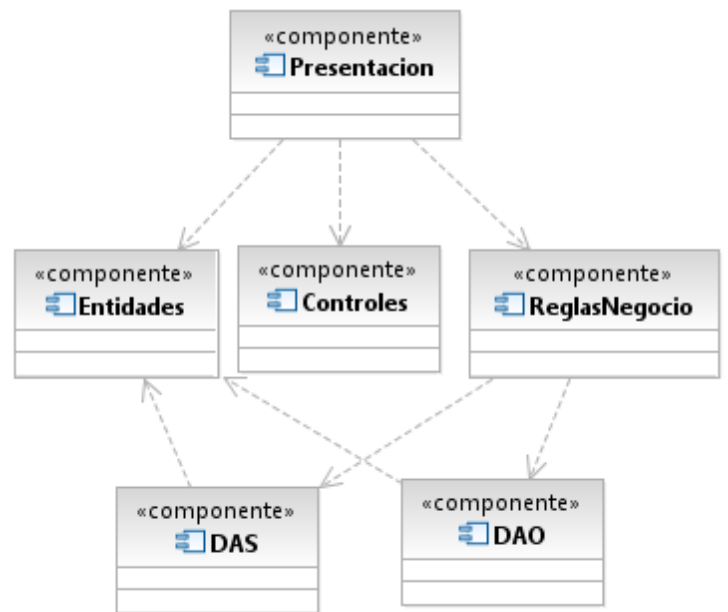 «componente»
Presentacion
«componente»
Entidades
«componente»
Controles
«componente»
ReglasNegocio
«componente»
DAS
«componente»
DAO